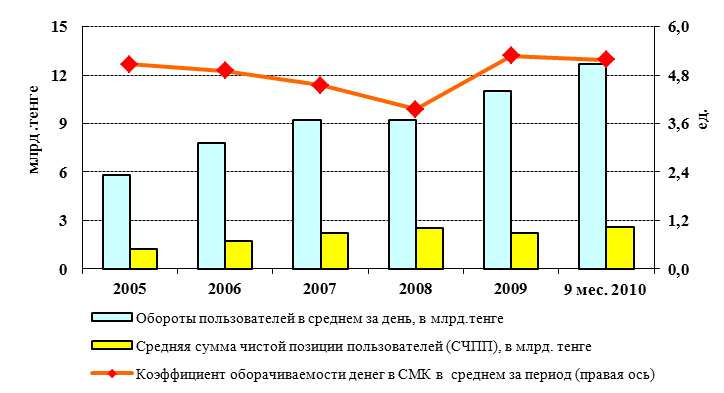 15
12
9
6
3
0
млрд.тенге
6,0
4,8
3,6
2,4
1,2
0,0
ед.
2005 2006 2007 2008 2009 9 мес. 2010
Обороты пользователей в среднем за день, в млрд.тенге
Средняя сумма чистой позиции пользователей (СЧПП), в млрд. тенге
Коэффициент оборачиваемости денег в СМК в среднем за период (правая ось)